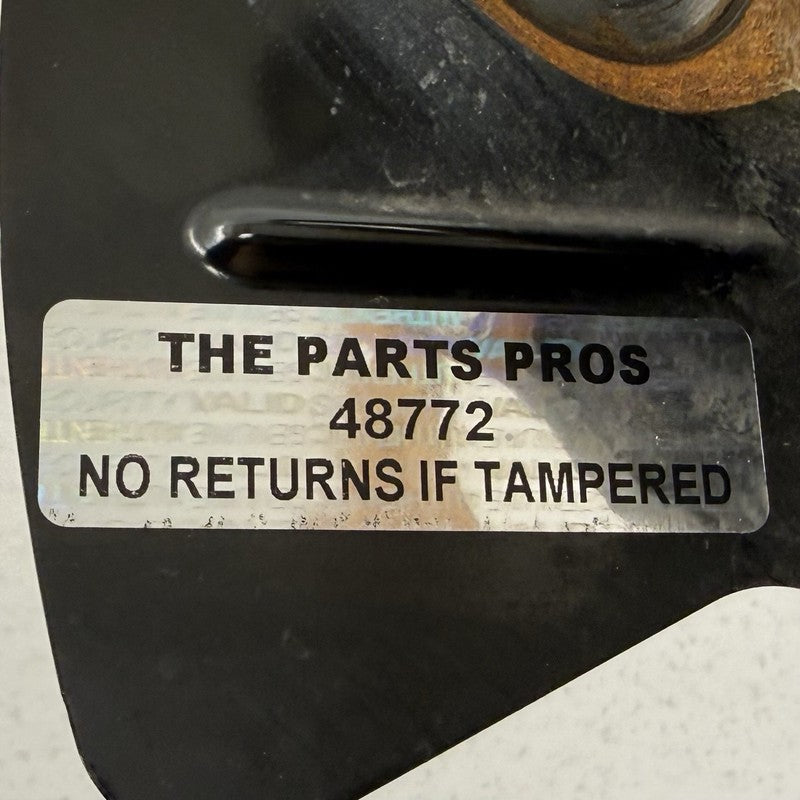 THE PARTS PROS
48772
NO RETURNS IF TAMPERED